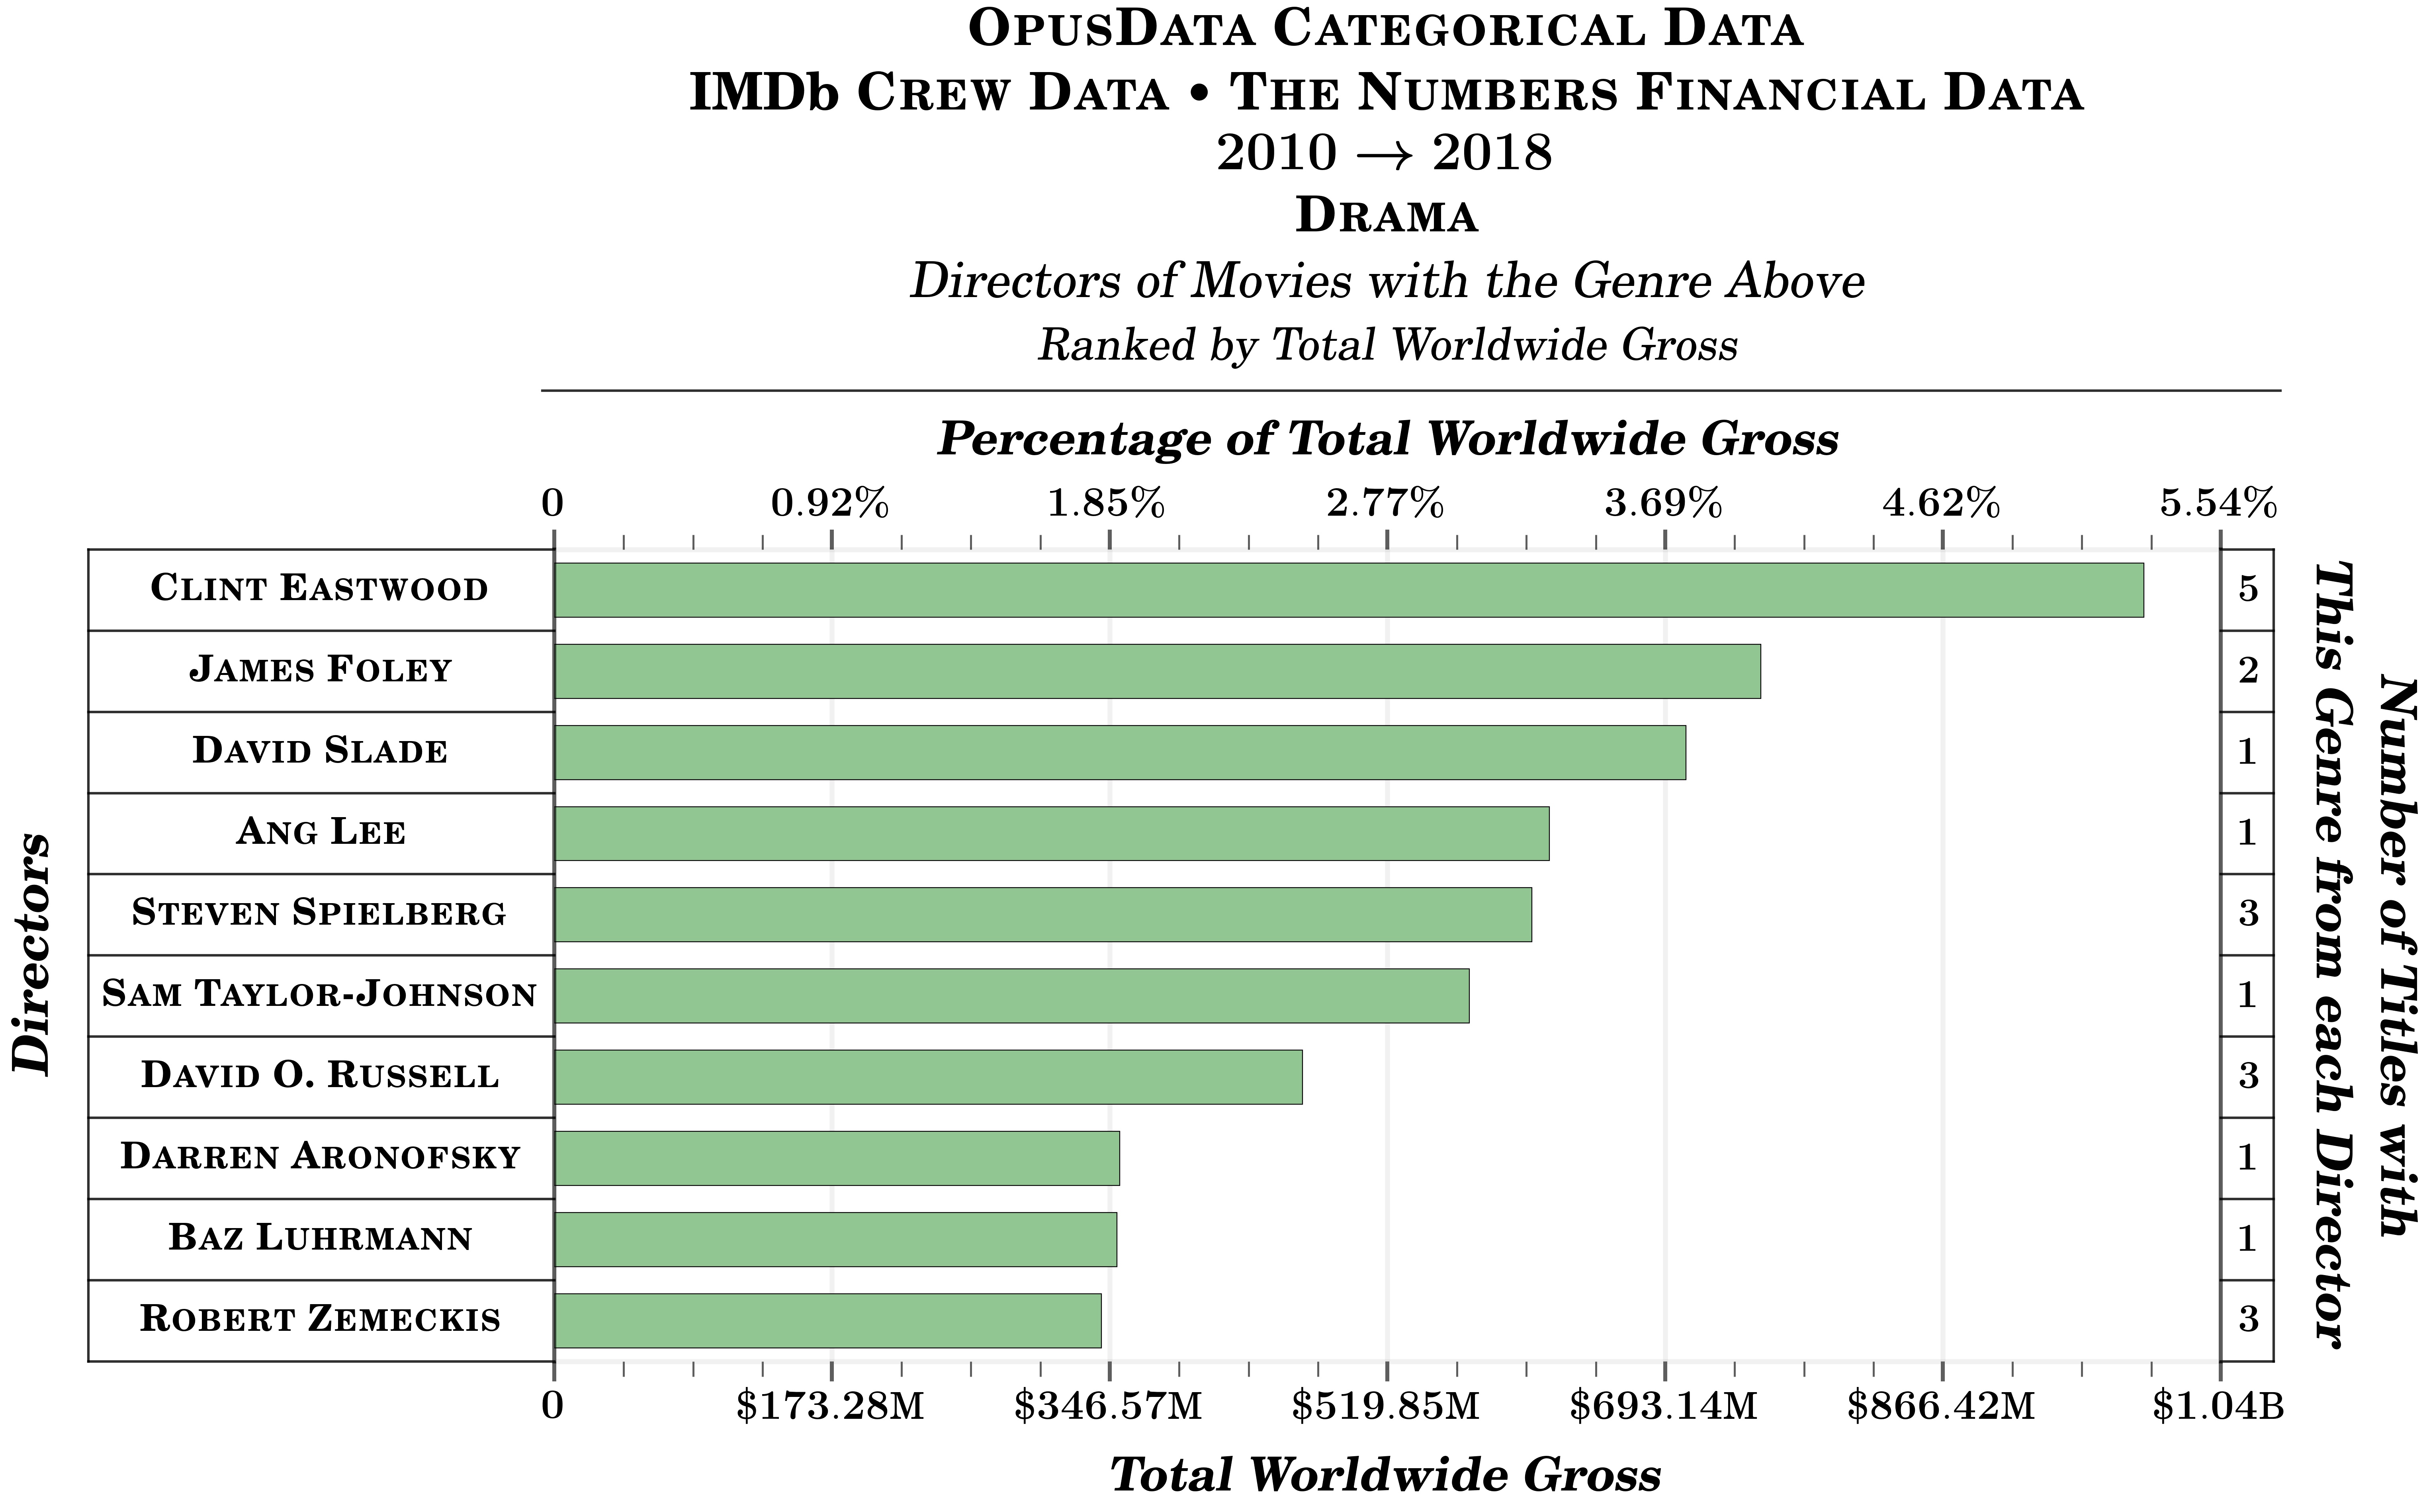 OpusData Categorical Data
IMDb Crew Data • The Numbers Financial Data
2010 → 2018
Drama
Directors of Movies with the Genre Above
Ranked by Total Worldwide Gross
Percentage of Total Worldwide Gross
0 0.92% 1.85% 2.77% 3.69% 4.62% 5.54%
Directors
Clint Eastwood 5
James Foley 2
David Slade 1
Ang Lee 1
Steven Spielberg 3
Sam Taylor-Johnson 1
David O. Russell 3
Darren Aronofsky 1
Baz Luhrmann 1
Robert Zemeckis 3
Number of Titles with
This Genre from each Director
0 $173.28M $346.57M $519.85M $693.14M $866.42M $1.04B
Total Worldwide Gross